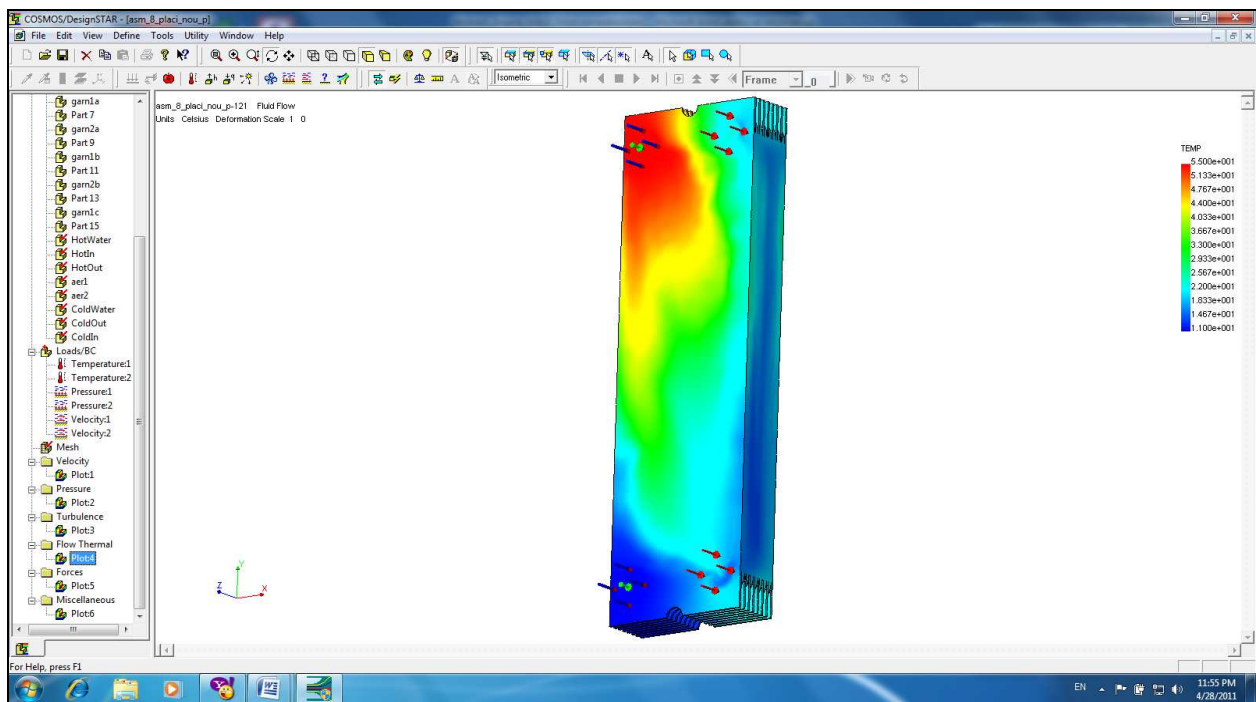 COSMOS/DesignSTAR - [asm_8_placi_nou_p]
File Edit View Define Tools Utility Window Help
Isometric
Frame
0
garn1a
Part 7
garn2a
Part 9
garn1b
Part 11
garn2b
Part 13
garn1c
Part 15
HotWater
HotIn
HotOut
aer1
aer2
ColdWater
ColdOut
ColdIn
Loads/BC
Temperature:1
Temperature:2
Pressure:1
Pressure:2
Velocity:1
Velocity:2
Mesh
Velocity
Plot:1
Pressure
Plot:2
Turbulence
Plot:3
Flow Thermal
Plot:4
Forces
Plot:5
Miscellaneous
Plot:6
asm_8_placi_nou_p-121 Fluid Flow
Units Celsius Deformation Scale 1 0
Y
Z
X
TEMP
5.500e+001
5.133e+001
4.767e+001
4.400e+001
4.033e+001
3.667e+001
3.300e+001
2.933e+001
2.567e+001
2.200e+001
1.833e+001
1.467e+001
1.100e+001
For Help, press F1
EN
11:55 PM
4/28/2011